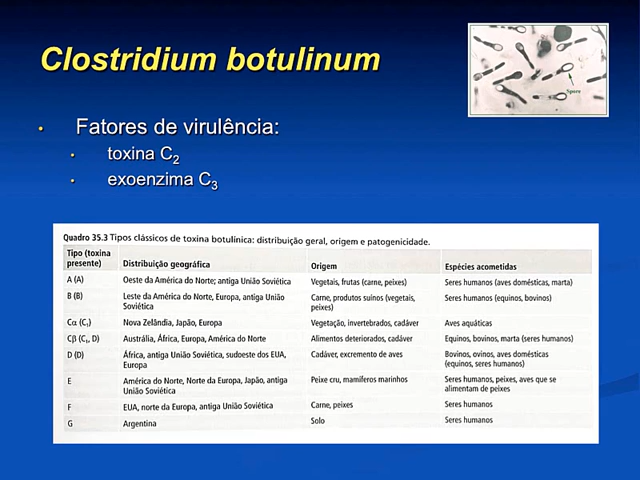 Clostridium botulinum
Spore
• Fatores de virulência:
• toxina C₂
• exoenzima C₃
Quadro 35.3 Tipos clássicos de toxina botulínica: distribuição geral, origem e patogenicidade.
Tipo (toxina presente) Distribuição geográfica Origem Espécies acometidas
A (A) Oeste da América do Norte; antiga União Soviética Vegetais, frutas (carne, peixes) Seres humanos (aves domésticas, marta)
B (B) Leste da América do Norte, Europa, antiga União Soviética Carne, produtos suínos (vegetais, peixes) Seres humanos (equinos, bovinos)
Cα (C₁) Nova Zelândia, Japão, Europa Vegetação, invertebrados, cadáver Aves aquáticas
Cβ (C₁, D) Austrália, África, Europa, América do Norte Alimentos deteriorados, cadáver Equinos, bovinos, marta (seres humanos)
D (D) África, antiga União Soviética, sudoeste dos EUA, Europa Cadáver, excremento de aves Bovinos, ovinos, aves domésticas (equinos, seres humanos)
E América do Norte, Norte da Europa, Japão, antiga União Soviética Peixe cru, mamíferos marinhos Seres humanos, peixes, aves que se alimentam de peixes
F EUA, norte da Europa, antiga União Soviética Carne, peixes Seres humanos
G Argentina Solo Seres humanos